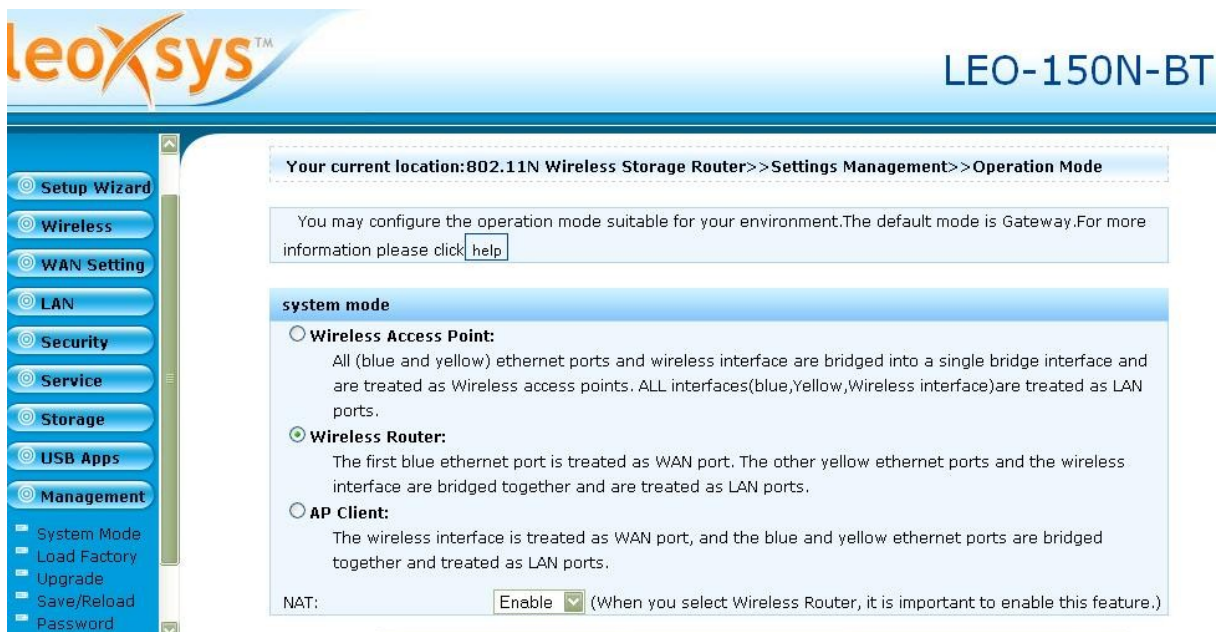 leoXsys™
LEO-150N-BT
Setup Wizard
Wireless
WAN Setting
LAN
Security
Service
Storage
USB Apps
Management
System Mode
Load Factory
Upgrade
Save/Reload
Password
Your current location:802.11N Wireless Storage Router>>Settings Management>>Operation Mode
You may configure the operation mode suitable for your environment.The default mode is Gateway.For more
information please click help
system mode
Wireless Access Point:
All (blue and yellow) ethernet ports and wireless interface are bridged into a single bridge interface and
are treated as Wireless access points. ALL interfaces(blue,Yellow,Wireless interface)are treated as LAN
ports.
Wireless Router:
The first blue ethernet port is treated as WAN port. The other yellow ethernet ports and the wireless
interface are bridged together and are treated as LAN ports.
AP Client:
The wireless interface is treated as WAN port, and the blue and yellow ethernet ports are bridged
together and treated as LAN ports.
NAT: Enable (When you select Wireless Router, it is important to enable this feature.)